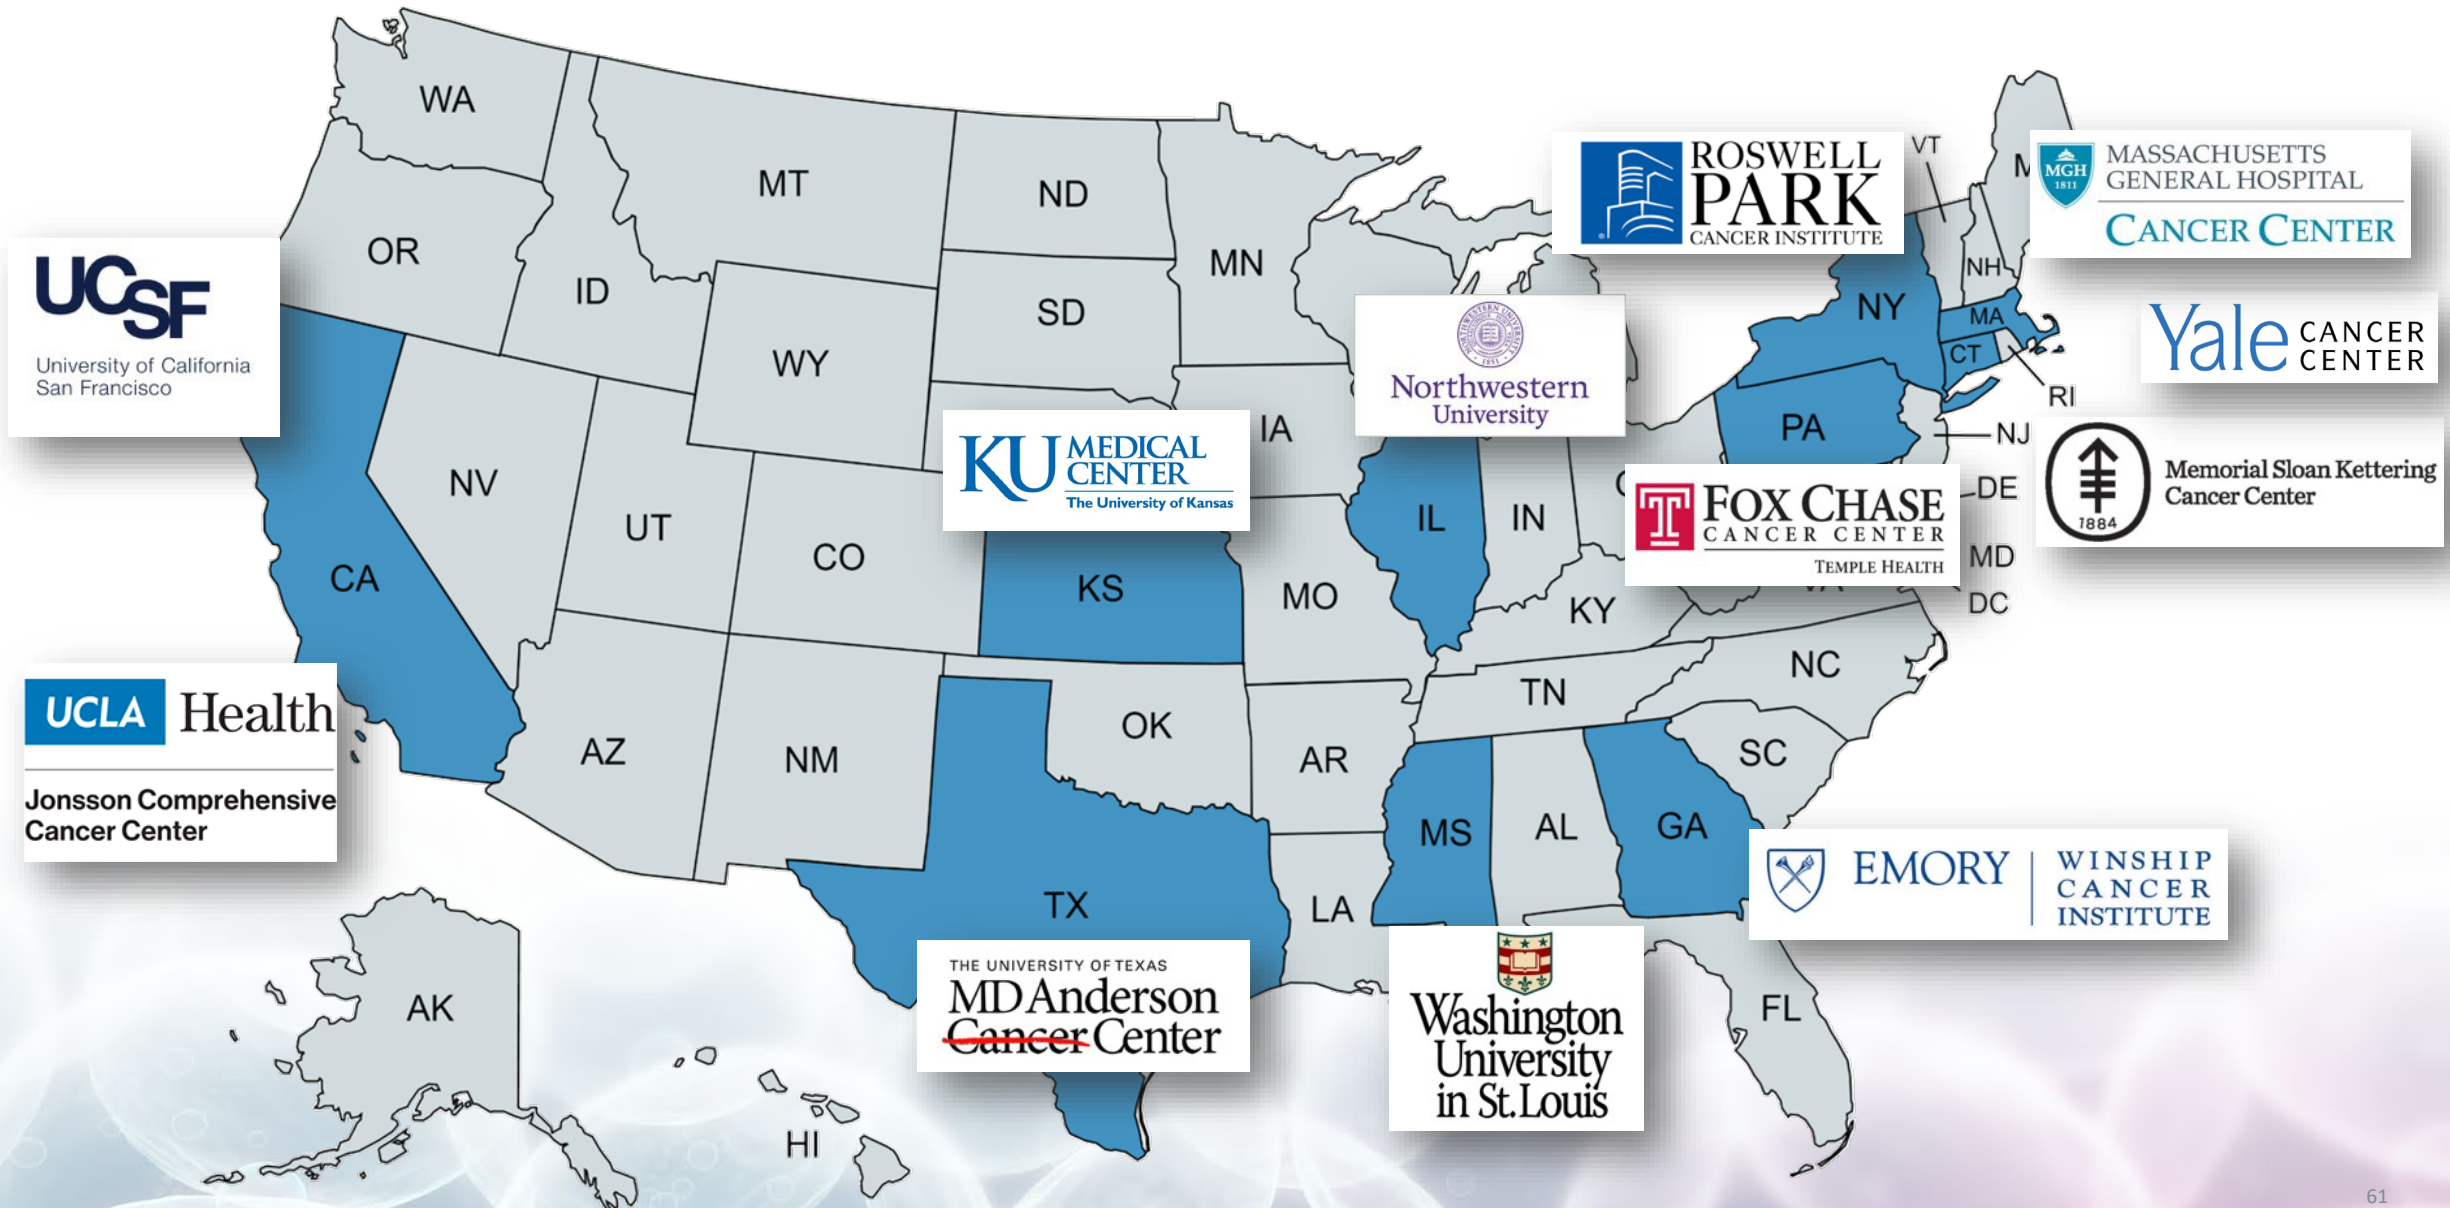 WA
MT
ND
MN
OR
ID
SD
WY
VT
NH
NY
MA
CT
RI
PA
NJ
DE
MD
DC
IA
NV
UT
CO
CA
KS
MO
IL
IN
KY
NC
TN
SC
AZ
NM
OK
AR
MS
AL
GA
TX
LA
FL
AK
HI
UCSF
University of California
San Francisco
UCLA Health
Jonsson Comprehensive
Cancer Center
KU MEDICAL
CENTER
The University of Kansas
NORTHWESTERN UNIVERSITY
1851
Northwestern
University
ROSWELL
PARK
CANCER INSTITUTE
MGH
1811
MASSACHUSETTS
GENERAL HOSPITAL
CANCER CENTER
Yale CANCER
CENTER
1884
Memorial Sloan Kettering
Cancer Center
T FOX CHASE
CANCER CENTER
TEMPLE HEALTH
EMORY
WINSHIP
CANCER
INSTITUTE
THE UNIVERSITY OF TEXAS
MD Anderson
Cancer Center
Washington
University
in St. Louis
61